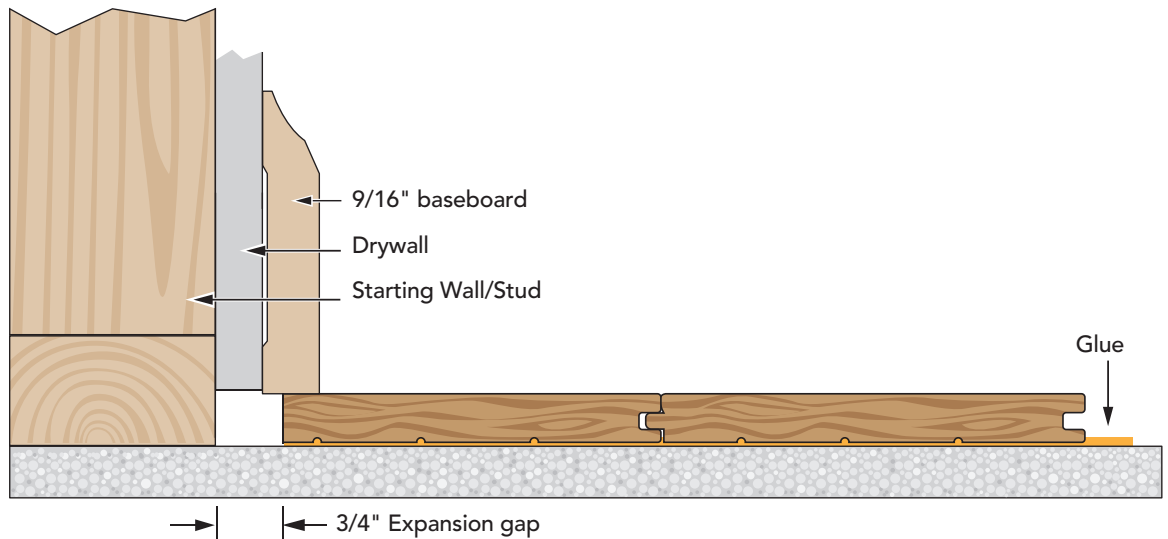 9/16" baseboard
Drywall
Starting Wall/Stud
Glue
3/4" Expansion gap